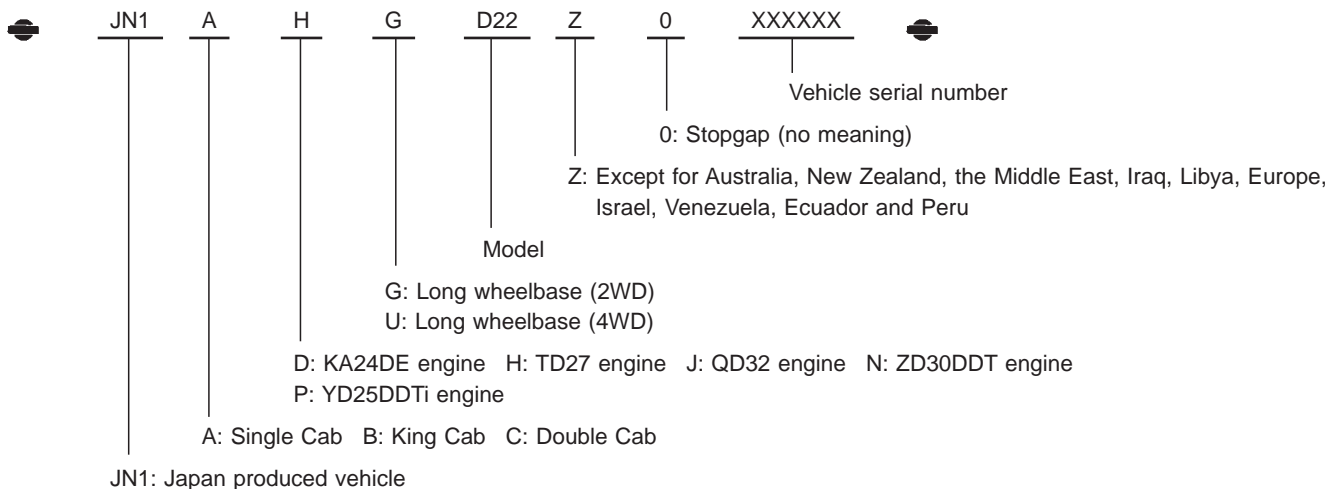 JN1 A H G D22 Z 0 XXXXXX
Vehicle serial number
0: Stopgap (no meaning)
Z: Except for Australia, New Zealand, the Middle East, Iraq, Libya, Europe,
Israel, Venezuela, Ecuador and Peru
Model
G: Long wheelbase (2WD)
U: Long wheelbase (4WD)
D: KA24DE engine H: TD27 engine J: QD32 engine N: ZD30DDT engine
P: YD25DDTi engine
A: Single Cab B: King Cab C: Double Cab
JN1: Japan produced vehicle